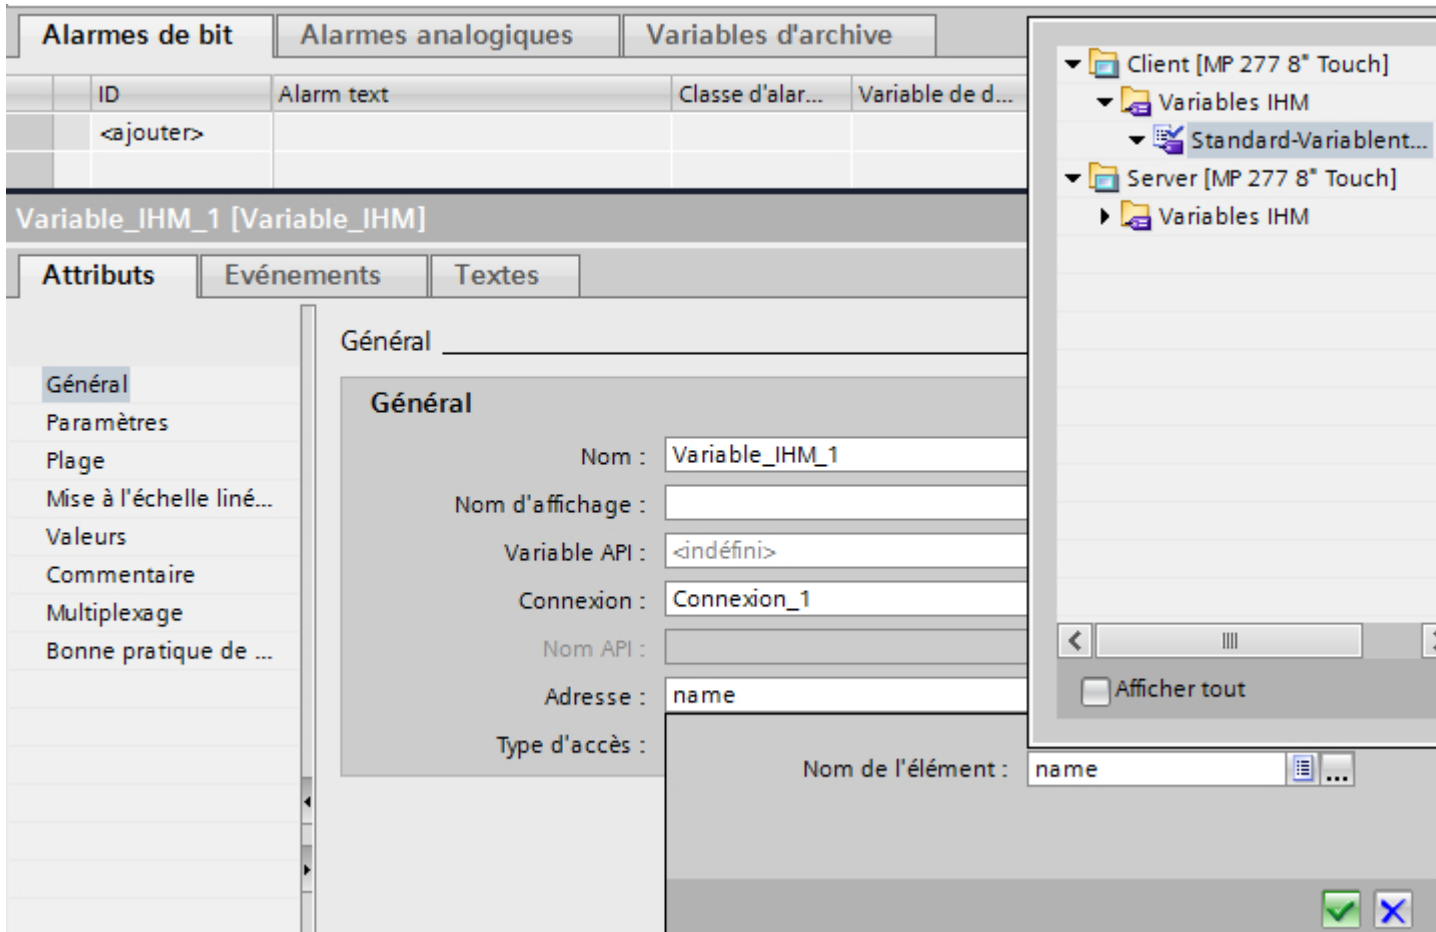 Alarmes de bit
Alarmes analogiques
Variables d'archive
ID
Alarm text
Classe d'alar...
Variable de d...
<ajouter>
Client [MP 277 8" Touch]
Variables IHM
Standard-Variablent...
Server [MP 277 8" Touch]
Variables IHM
Afficher tout
Variable_IHM_1 [Variable_IHM]
Attributs
Evénements
Textes
Général
Paramètres
Plage
Mise à l'échelle liné...
Valeurs
Commentaire
Multiplexage
Bonne pratique de ...
Général
Général
Nom : Variable_IHM_1
Nom d'affichage :
Variable API : <indéfini>
Connexion : Connexion_1
Nom API :
Adresse : name
Type d'accès :
Nom de l'élément : name
...